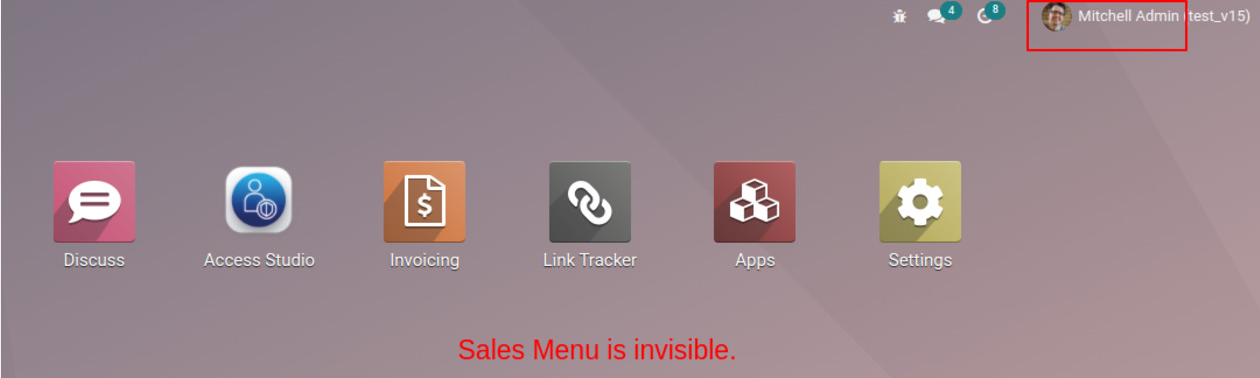 4 8 Mitchell Admin (test_v15)
Discuss Access Studio Invoicing Link Tracker Apps Settings
Sales Menu is invisible.